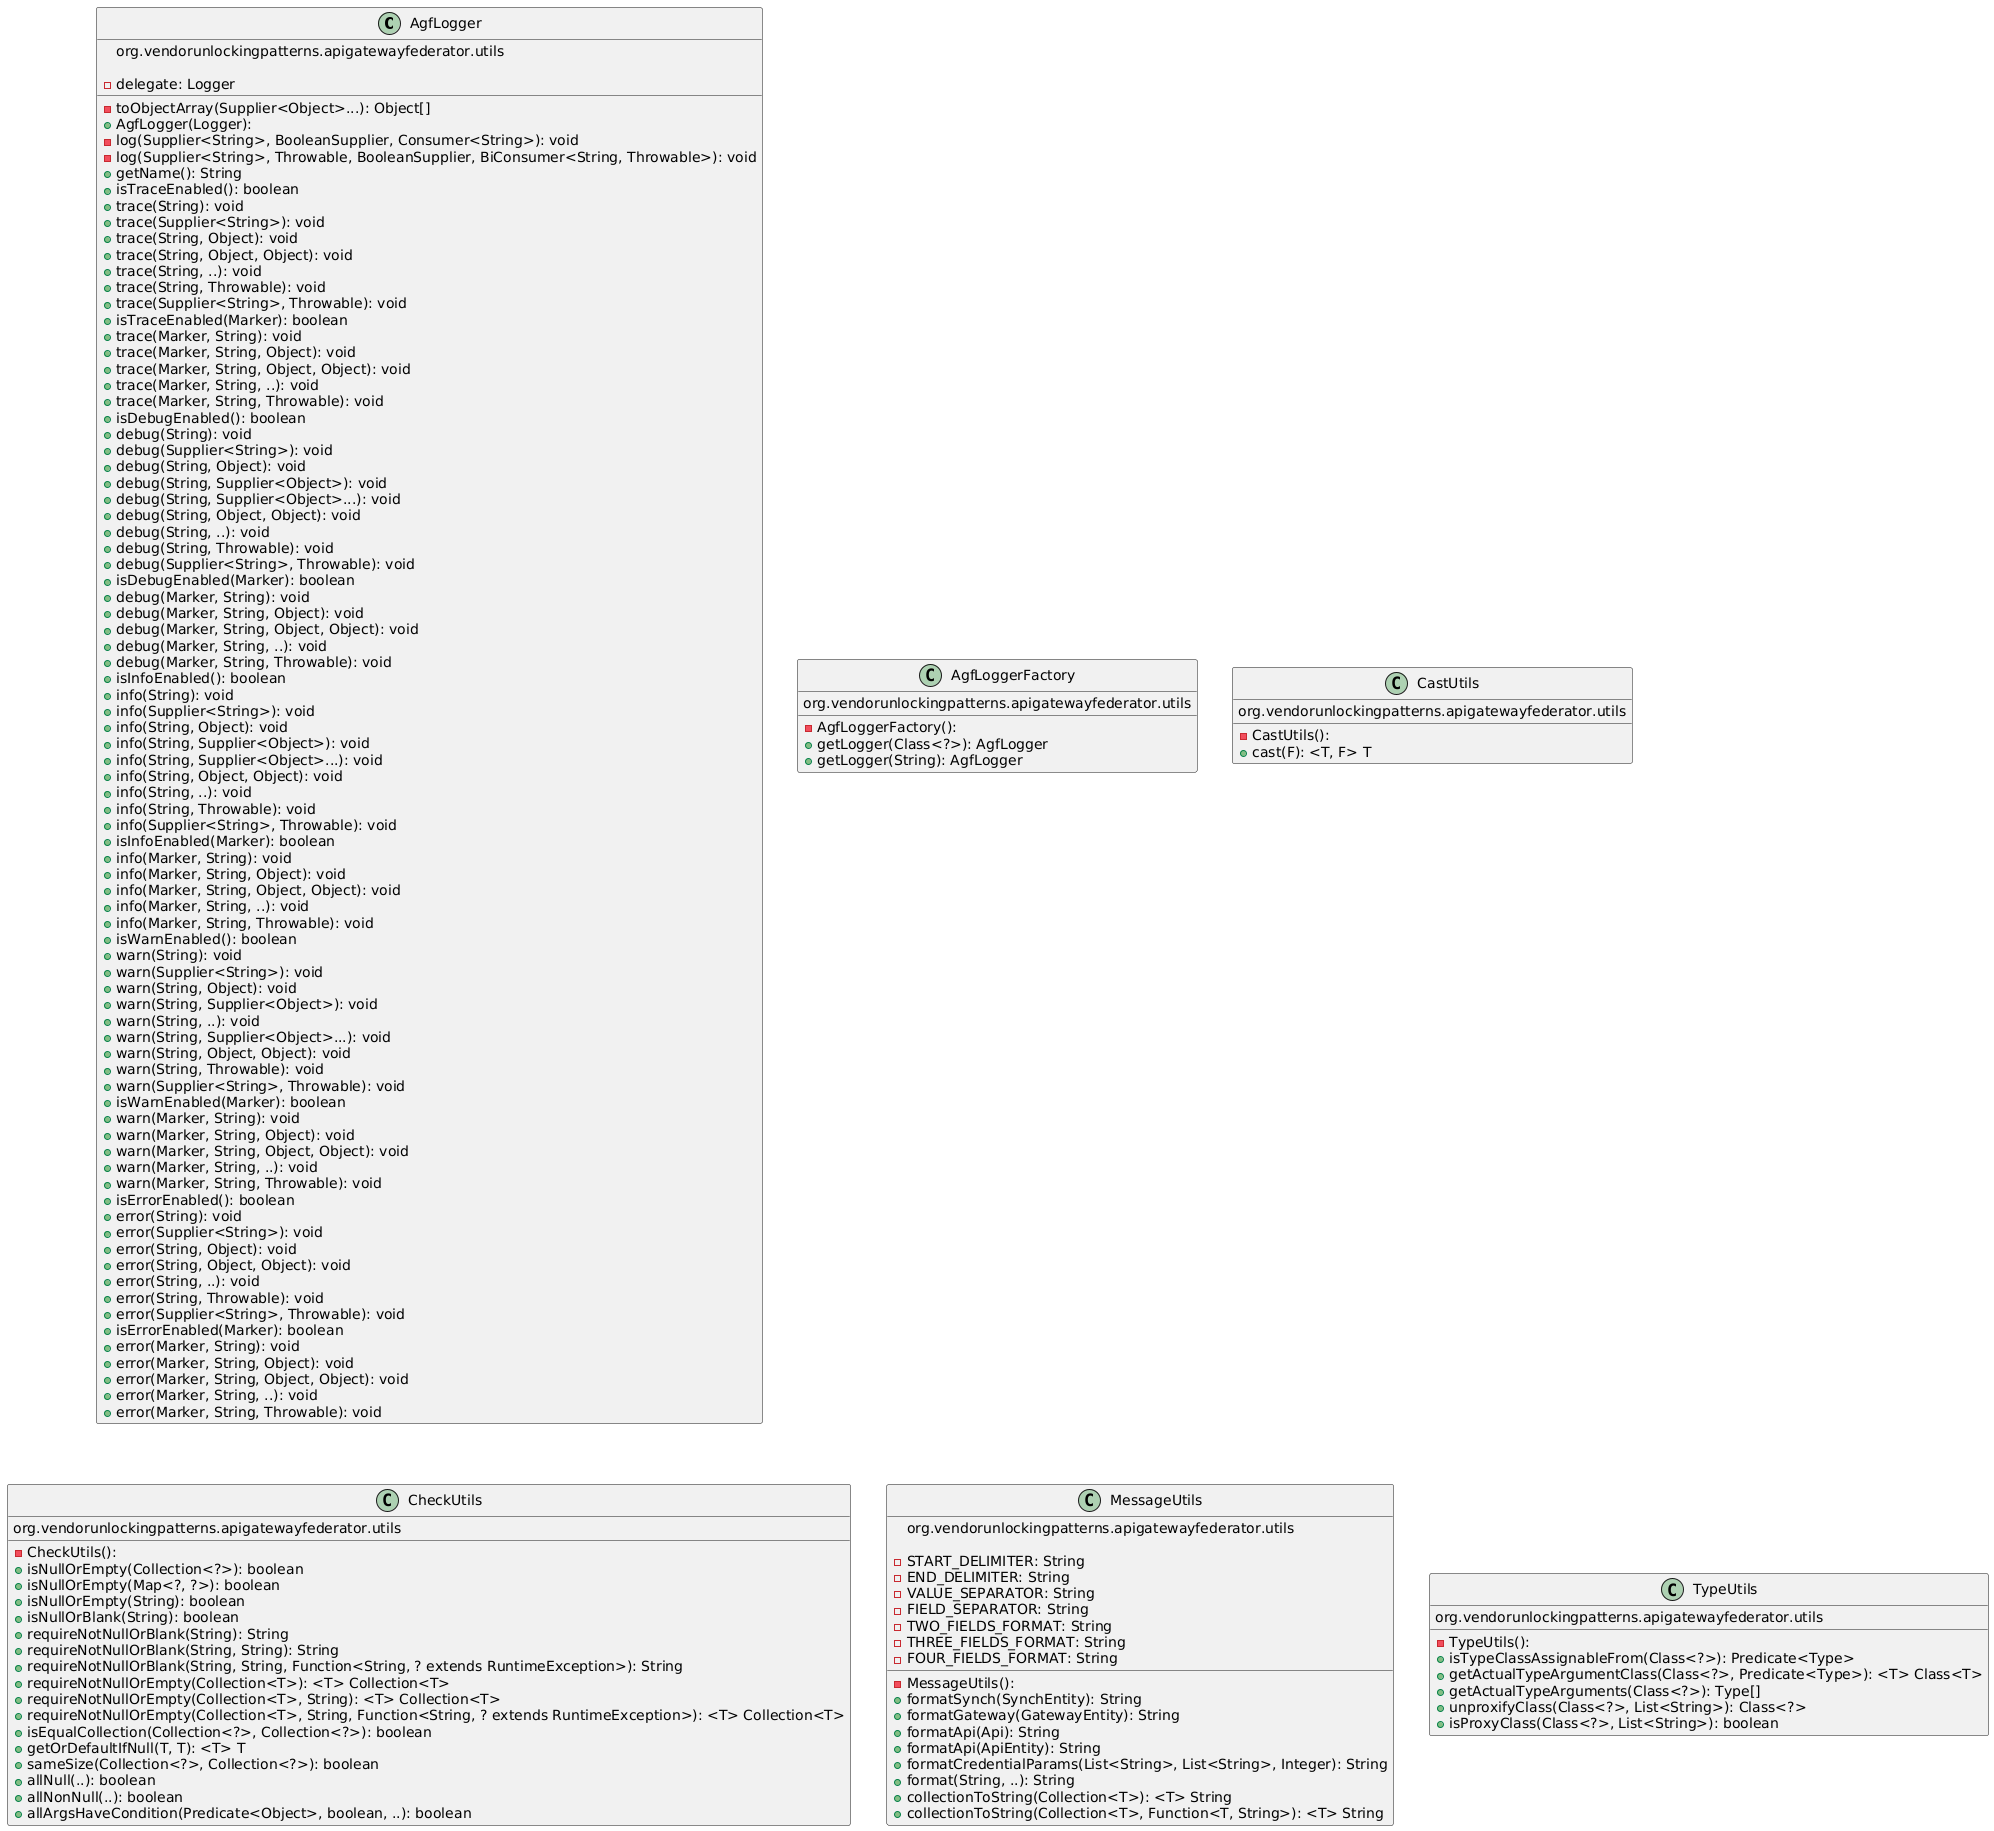 C AgfLogger
org.vendorunlockingpatterns.apigatewayfederator.utils
delegate: Logger
toObjectArray(Supplier<Object>...): Object[]
AgfLogger(Logger):
log(Supplier<String>, BooleanSupplier, Consumer<String>): void
log(Supplier<String>, Throwable, BooleanSupplier, BiConsumer<String, Throwable>): void
getName(): String
isTraceEnabled(): boolean
trace(String): void
trace(Supplier<String>): void
trace(String, Object): void
trace(String, Object, Object): void
trace(String, ..): void
trace(String, Throwable): void
trace(Supplier<String>, Throwable): void
isTraceEnabled(Marker): boolean
trace(Marker, String): void
trace(Marker, String, Object): void
trace(Marker, String, Object, Object): void
trace(Marker, String, ..): void
trace(Marker, String, Throwable): void
isDebugEnabled(): boolean
debug(String): void
debug(Supplier<String>): void
debug(String, Object): void
debug(String, Supplier<Object>): void
debug(String, Supplier<Object>...): void
debug(String, Object, Object): void
debug(String, ..): void
debug(String, Throwable): void
debug(Supplier<String>, Throwable): void
isDebugEnabled(Marker): boolean
debug(Marker, String): void
debug(Marker, String, Object): void
debug(Marker, String, Object, Object): void
debug(Marker, String, ..): void
debug(Marker, String, Throwable): void
isInfoEnabled(): boolean
info(String): void
info(Supplier<String>): void
info(String, Object): void
info(String, Supplier<Object>): void
info(String, Supplier<Object>...): void
info(String, Object, Object): void
info(String, ..): void
info(String, Throwable): void
info(Supplier<String>, Throwable): void
isInfoEnabled(Marker): boolean
info(Marker, String): void
info(Marker, String, Object): void
info(Marker, String, Object, Object): void
info(Marker, String, ..): void
info(Marker, String, Throwable): void
isWarnEnabled(): boolean
warn(String): void
warn(Supplier<String>): void
warn(String, Object): void
warn(String, Supplier<Object>): void
warn(String, ..): void
warn(String, Supplier<Object>...): void
warn(String, Object, Object): void
warn(String, Throwable): void
warn(Supplier<String>, Throwable): void
isWarnEnabled(Marker): boolean
warn(Marker, String): void
warn(Marker, String, Object): void
warn(Marker, String, Object, Object): void
warn(Marker, String, ..): void
warn(Marker, String, Throwable): void
isErrorEnabled(): boolean
error(String): void
error(Supplier<String>): void
error(String, Object): void
error(String, Object, Object): void
error(String, ..): void
error(String, Throwable): void
error(Supplier<String>, Throwable): void
isErrorEnabled(Marker): boolean
error(Marker, String): void
error(Marker, String, Object): void
error(Marker, String, Object, Object): void
error(Marker, String, ..): void
error(Marker, String, Throwable): void
C AgfLoggerFactory
org.vendorunlockingpatterns.apigatewayfederator.utils
AgfLoggerFactory():
getLogger(Class<?>): AgfLogger
getLogger(String): AgfLogger
C CastUtils
org.vendorunlockingpatterns.apigatewayfederator.utils
CastUtils():
cast(F): <T, F> T
C CheckUtils
org.vendorunlockingpatterns.apigatewayfederator.utils
CheckUtils():
isNullOrEmpty(Collection<?>): boolean
isNullOrEmpty(Map<?, ?>): boolean
isNullOrEmpty(String): boolean
isNullOrBlank(String): boolean
requireNotNullOrBlank(String): String
requireNotNullOrBlank(String, String): String
requireNotNullOrBlank(String, String, Function<String, ? extends RuntimeException>): String
requireNotNullOrEmpty(Collection<T>): <T> Collection<T>
requireNotNullOrEmpty(Collection<T>, String): <T> Collection<T>
requireNotNullOrEmpty(Collection<T>, String, Function<String, ? extends RuntimeException>): <T> Collection<T>
isEqualCollection(Collection<?>, Collection<?>): boolean
getOrDefaultIfNull(T, T): <T> T
sameSize(Collection<?>, Collection<?>): boolean
allNull(..): boolean
allNonNull(..): boolean
allArgsHaveCondition(Predicate<Object>, boolean, ..): boolean
C MessageUtils
org.vendorunlockingpatterns.apigatewayfederator.utils
START_DELIMITER: String
END_DELIMITER: String
VALUE_SEPARATOR: String
FIELD_SEPARATOR: String
TWO_FIELDS_FORMAT: String
THREE_FIELDS_FORMAT: String
FOUR_FIELDS_FORMAT: String
MessageUtils():
formatSynch(SynchEntity): String
formatGateway(GatewayEntity): String
formatApi(Api): String
formatApi(ApiEntity): String
formatCredentialParams(List<String>, List<String>, Integer): String
format(String, ..): String
collectionToString(Collection<T>): <T> String
collectionToString(Collection<T>, Function<T, String>): <T> String
C TypeUtils
org.vendorunlockingpatterns.apigatewayfederator.utils
TypeUtils():
isTypeClassAssignableFrom(Class<?>): Predicate<Type>
getActualTypeArgumentClass(Class<?>, Predicate<Type>): <T> Class<T>
getActualTypeArguments(Class<?>): Type[]
unproxifyClass(Class<?>, List<String>): Class<?>
isProxyClass(Class<?>, List<String>): boolean